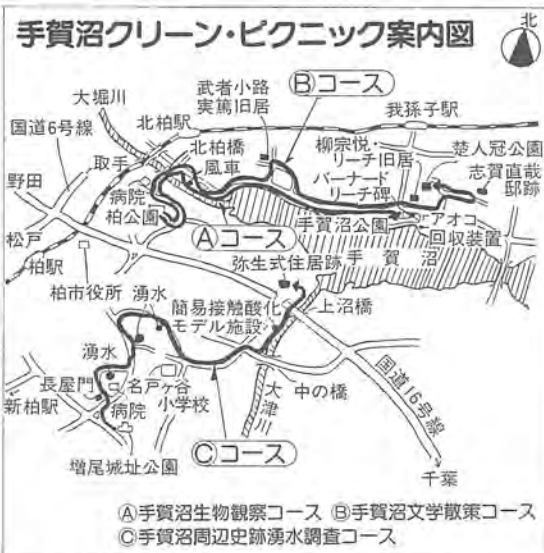 手賀沼クリーン・ピクニック案内図
北
大堀川
武者小路
実篤旧居
Ⓑコース
我孫子駅
北柏駅
国道6号線
取手
北柏橋
風車
柳宗悦・
リーチ旧居
楚人冠公園
野田
病院
柏公園
バーナード
リーチ碑
志賀直哉
邸跡
松戸
Ⓐコース
手賀沼公園
アオコ
回収装置
柏駅
手賀沼
柏市役所
湧水
弥生式住居跡
簡易接触酸化
モデル施設
上沼橋
湧水
長屋門
名戸ヶ谷
小学校
新柏駅
病院
大津川
中の橋
国道16号線
増尾城址公園
Ⓒコース
千葉
Ⓐ手賀沼生物観察コース Ⓑ手賀沼文学散策コース
Ⓒ手賀沼周辺史跡湧水調査コース